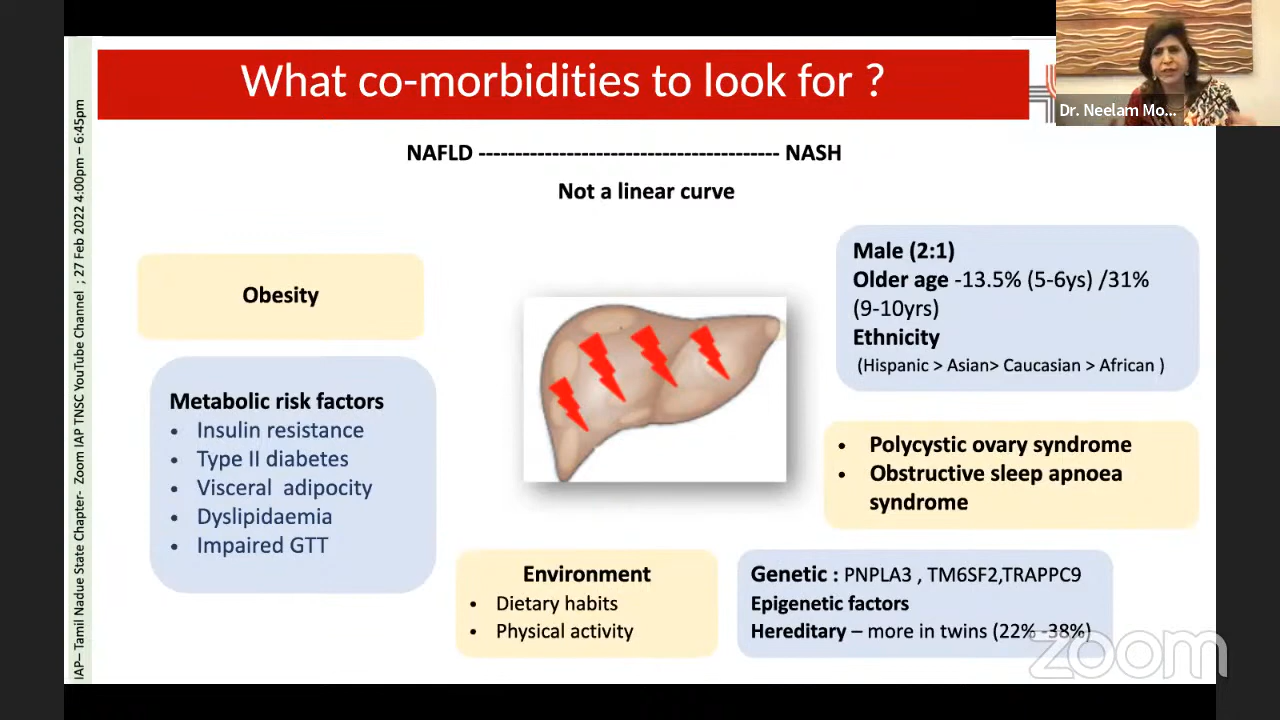 What co-morbidities to look for ?
Dr. Neelam Mo...
IAP– Tamil Nadue State Chapter- Zoom IAP TNSC YouTube Channel ; 27 Feb 2022 4:00pm – 6:45pm
NAFLD ----------------------------------------- NASH
Not a linear curve
Obesity
Metabolic risk factors
• Insulin resistance
• Type II diabetes
• Visceral adipocity
• Dyslipidaemia
• Impaired GTT
Male (2:1)
Older age -13.5% (5-6ys) /31%
(9-10yrs)
Ethnicity
(Hispanic > Asian> Caucasian > African )
• Polycystic ovary syndrome
• Obstructive sleep apnoea
syndrome
Environment
• Dietary habits
• Physical activity
Genetic : PNPLA3 , TM6SF2,TRAPPC9
Epigenetic factors
Hereditary – more in twins (22% -38%)
zoom